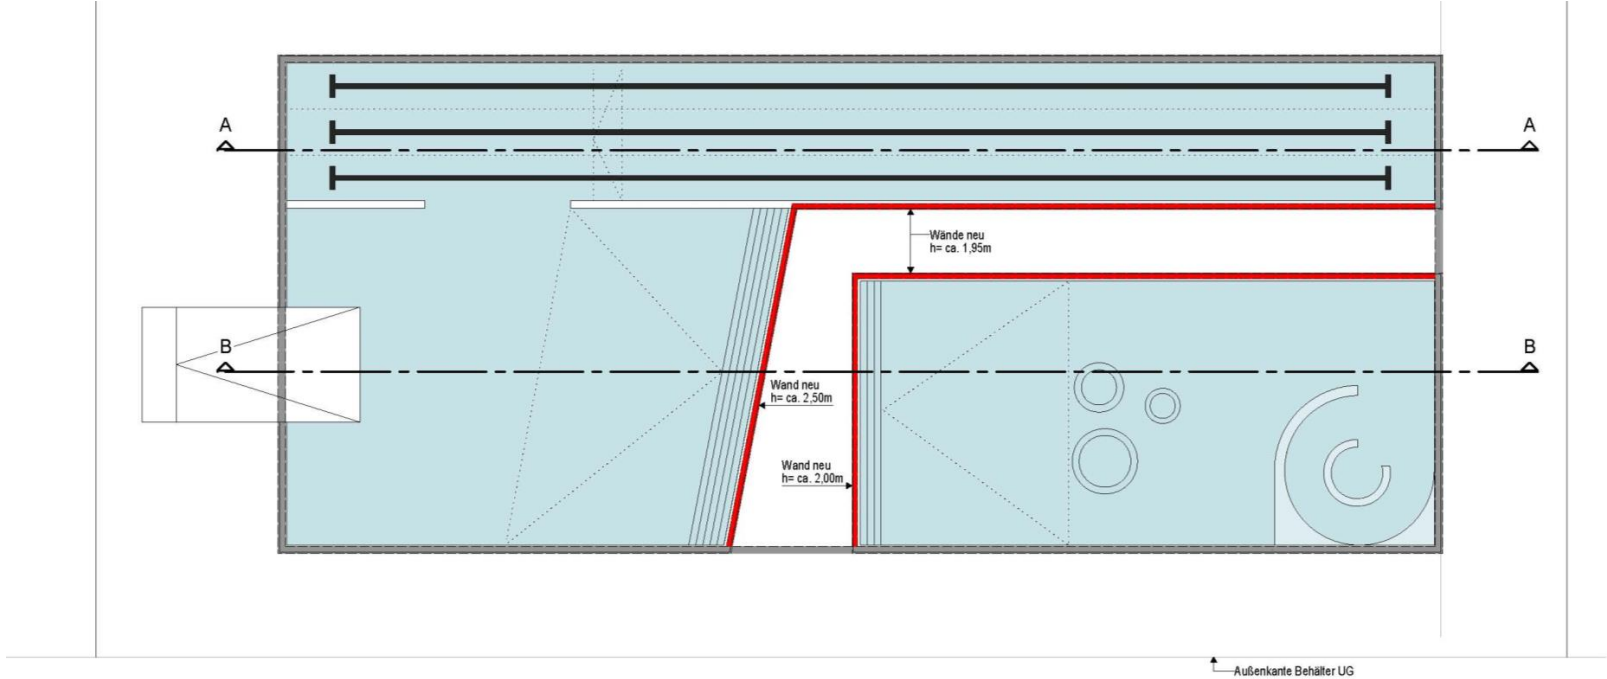 A
A
Wände neu
h= ca. 1,95m
B
B
Wand neu
h= ca. 2,50m
Wand neu
h= ca. 2,00m
Außenkante Behälter UG